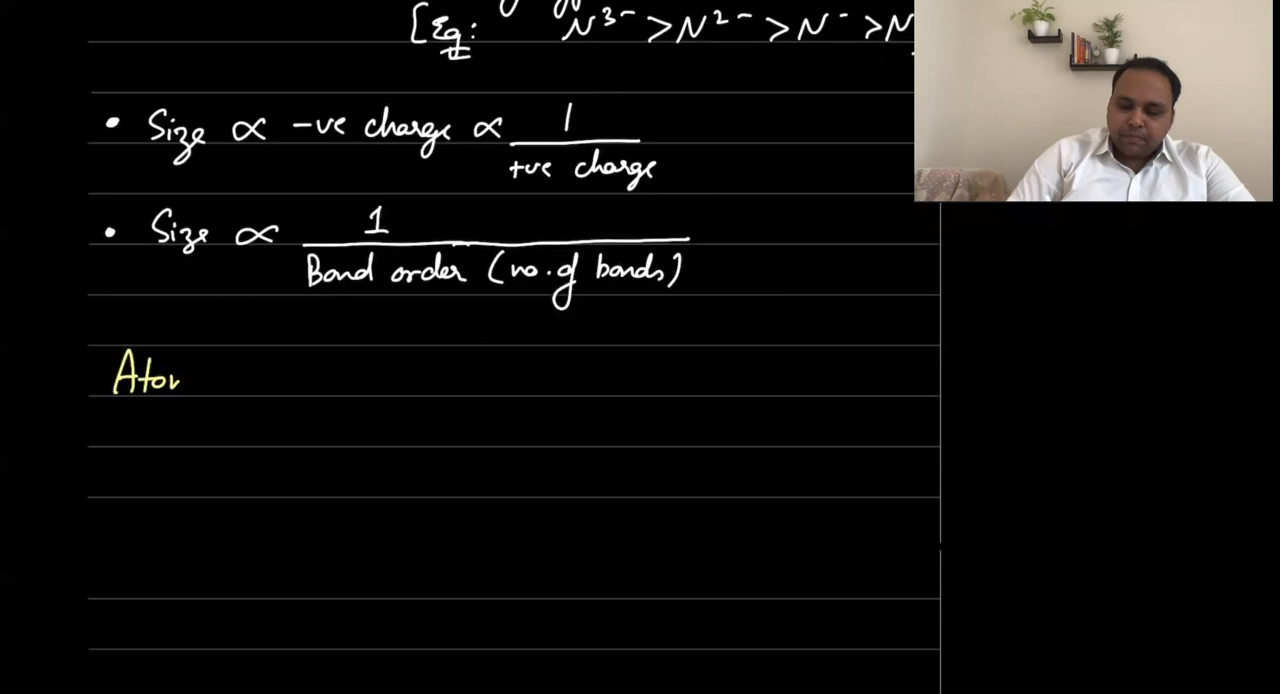 [Eg: N³⁻ > N²⁻ > N⁻ > N
• Size ∝ -ve charge ∝ 1 / +ve charge
• Size ∝ 1 / Bond order (no. of bonds)
Ato